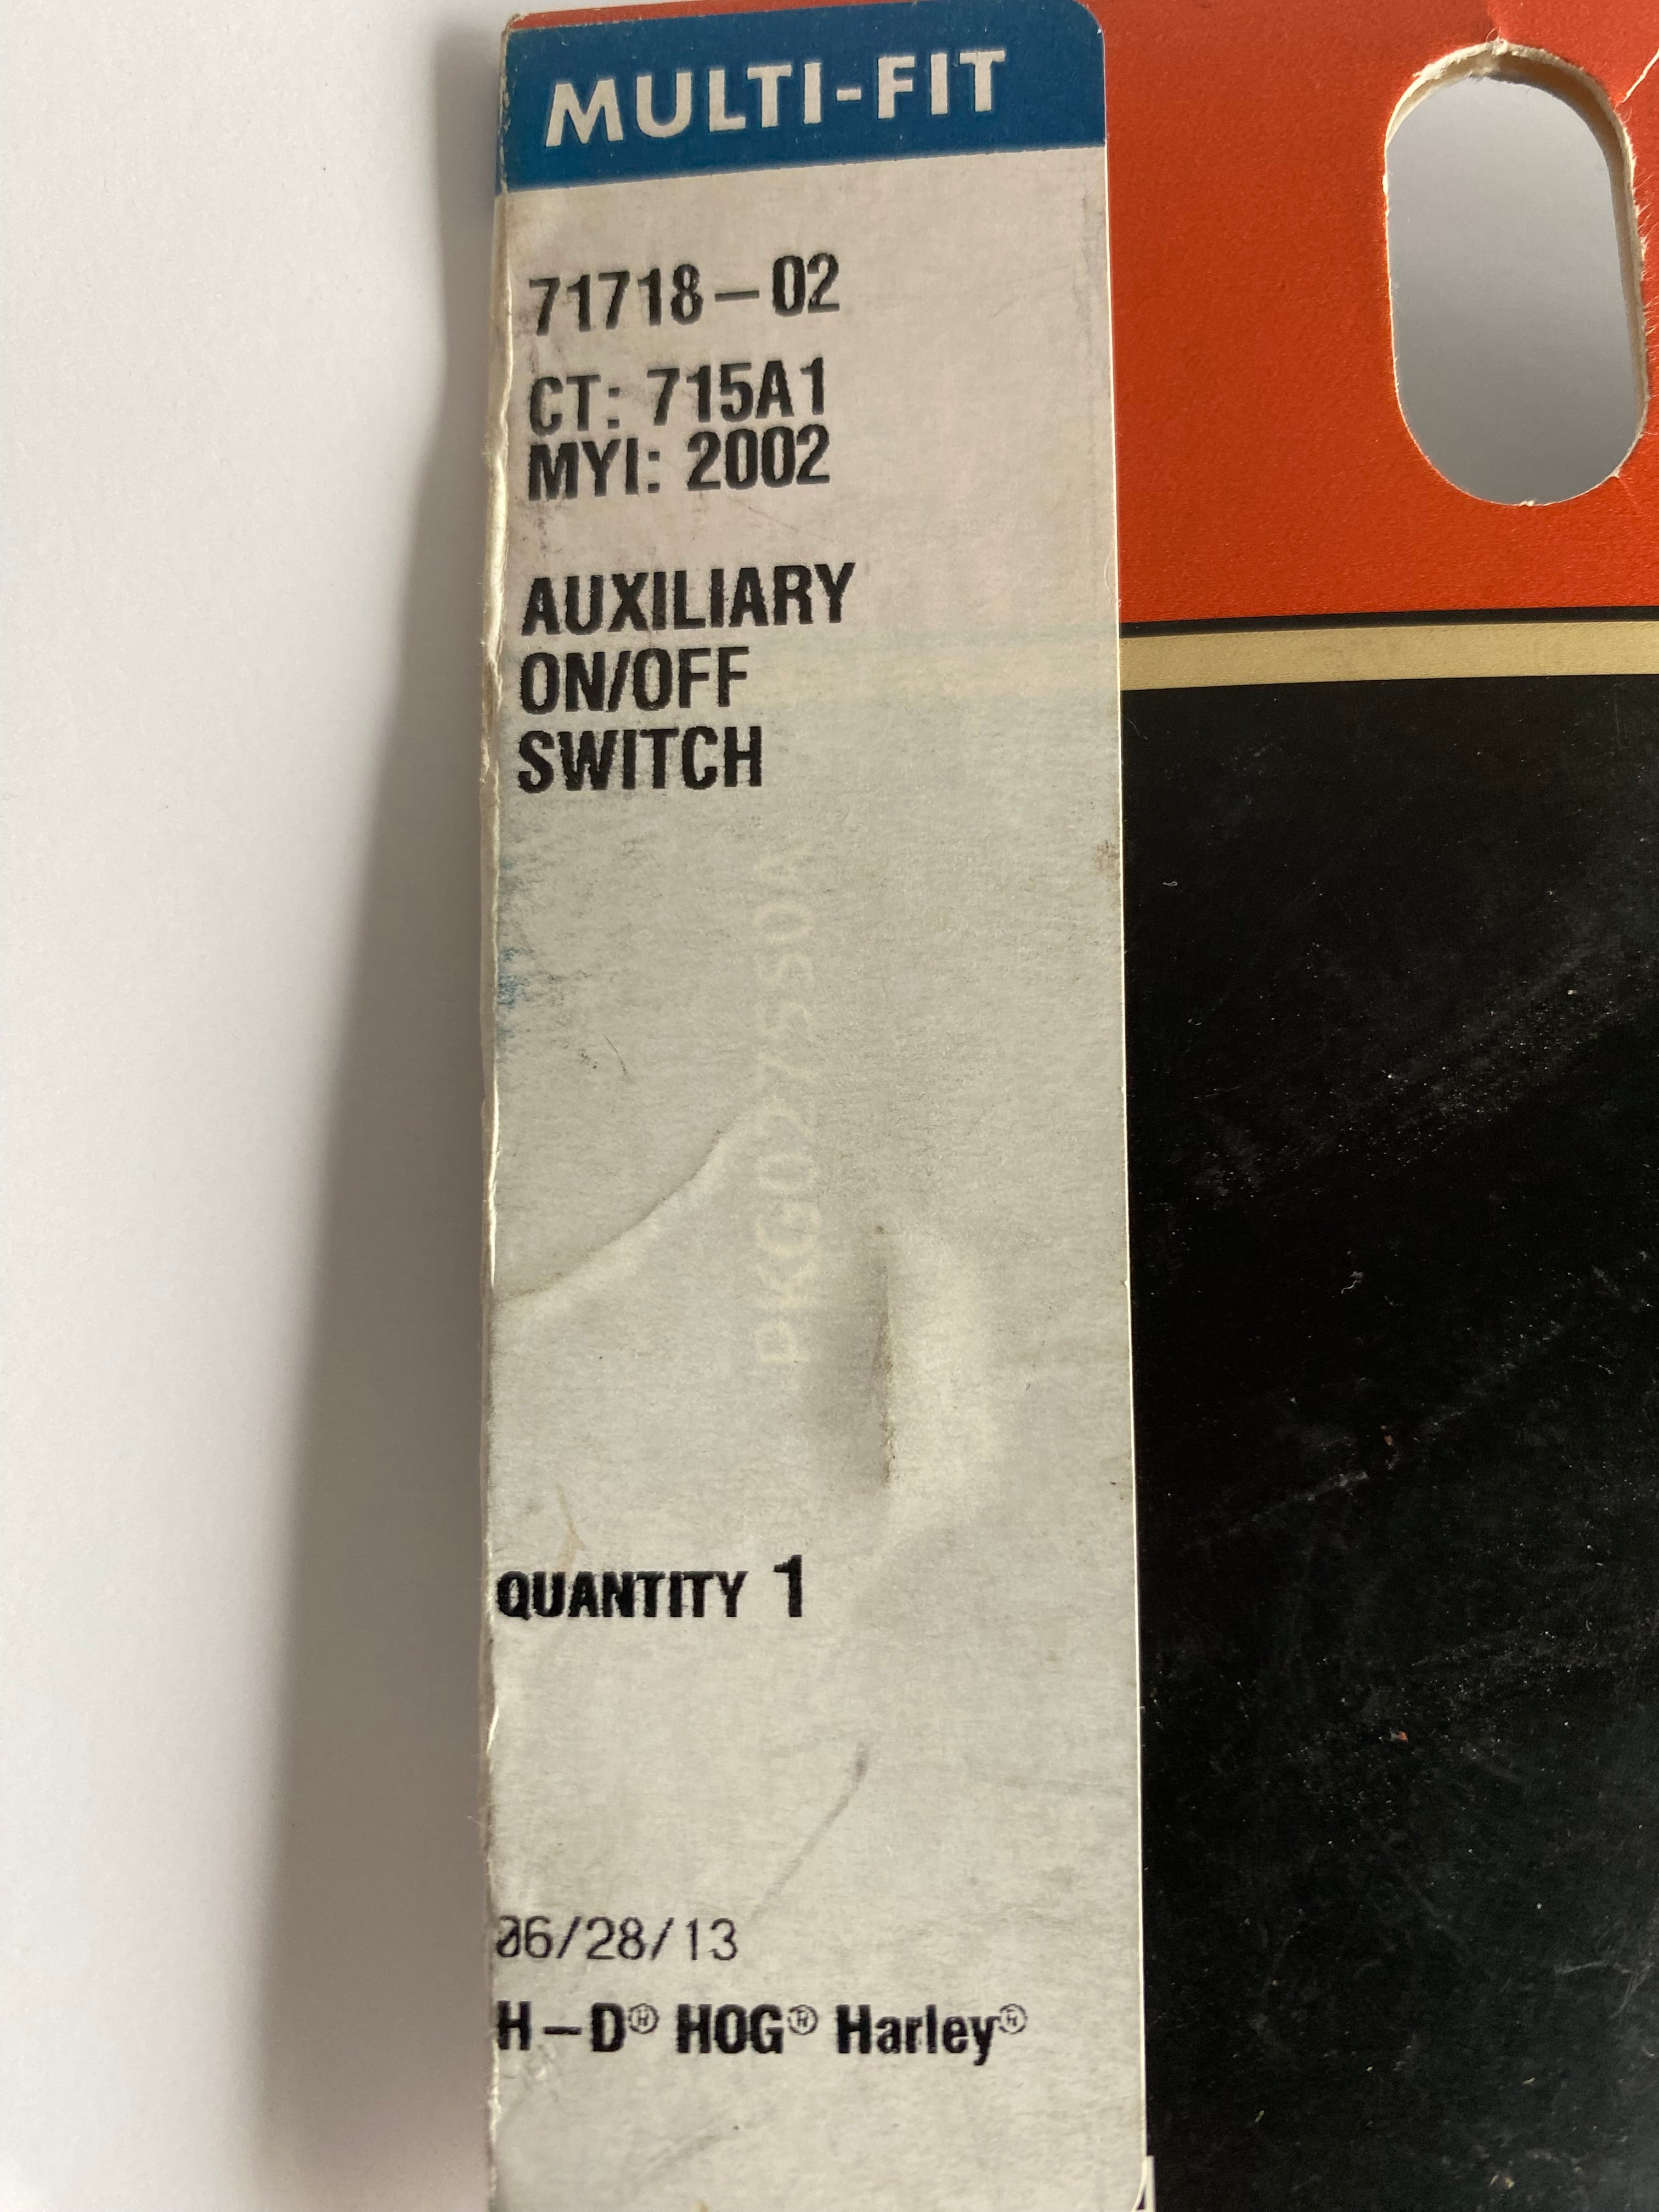 MULTI-FIT
71718–02
CT: 715A1
MYI: 2002
AUXILIARY
ON/OFF
SWITCH
PKG027550A
QUANTITY 1
06/28/13
H–D® HOG® Harley®